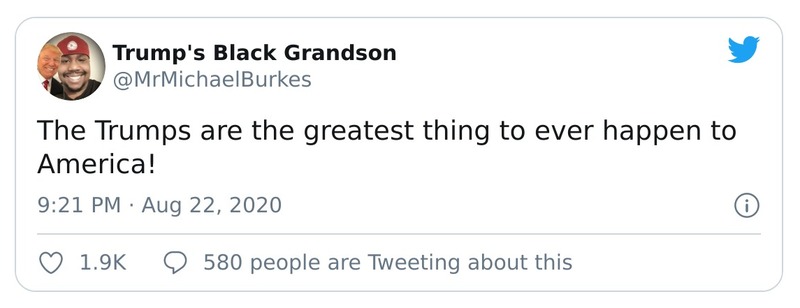 Trump's Black Grandson
@MrMichaelBurkes
The Trumps are the greatest thing to ever happen to
America!
9:21 PM · Aug 22, 2020
1.9K 580 people are Tweeting about this